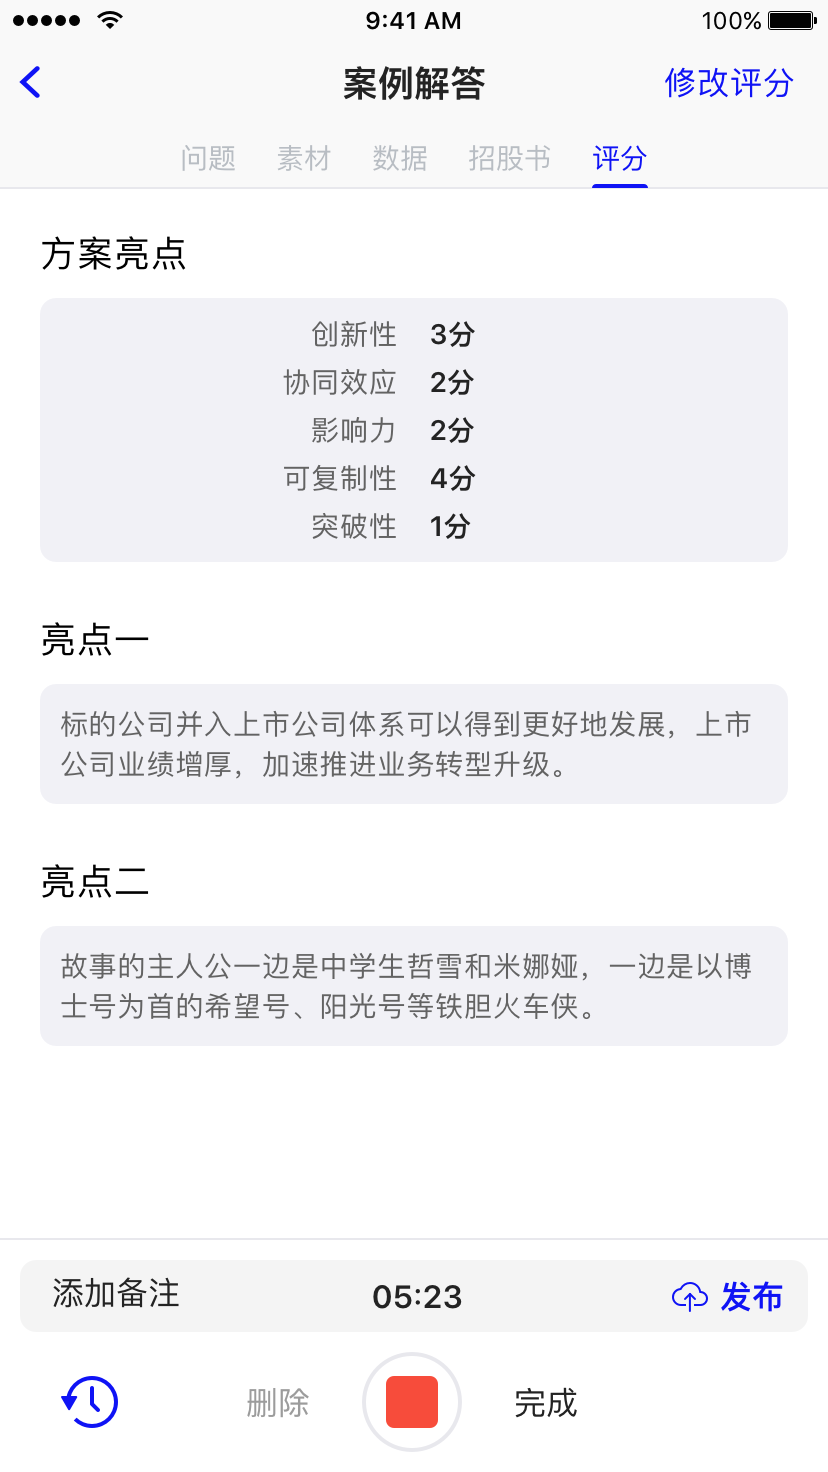 9:41 AM 100%
案例解答 修改评分
问题 素材 数据 招股书 评分
方案亮点
创新性 3分
协同效应 2分
影响力 2分
可复制性 4分
突破性 1分
亮点一
标的公司并入上市公司体系可以得到更好地发展，上市
公司业绩增厚，加速推进业务转型升级。
亮点二
故事的主人公一边是中学生哲雪和米娜娅，一边是以博
士号为首的希望号、阳光号等铁胆火车侠。
添加备注 05:23 发布
删除 完成